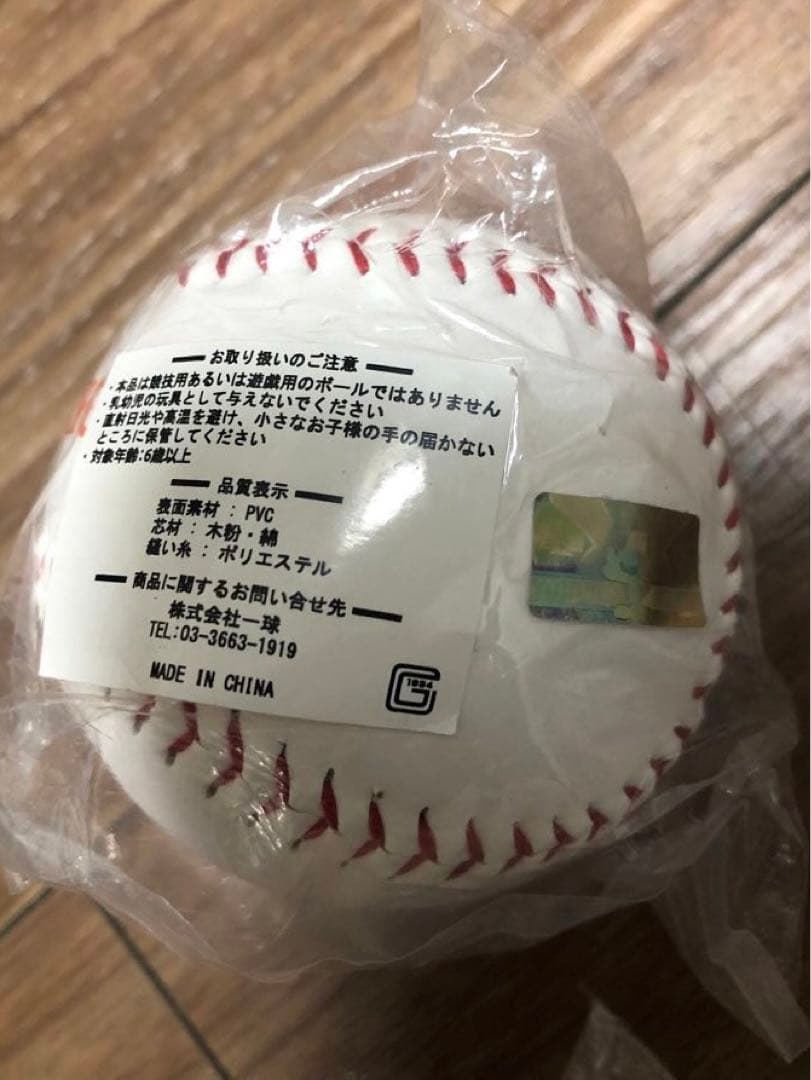 お取り扱いのご注意
・本品は競技用あるいは遊戯用のボールではありません
・乳幼児の玩具として与えないでください
・直射日光や高温を避け、小さなお子様の手の届かない
ところに保管してください
・対象年齢:6歳以上
品質表示
表面素材 : PVC
芯材 : 木粉・綿
縫い糸 : ポリエステル
商品に関するお問い合せ先
株式会社一球
TEL:03-3663-1919
MADE IN CHINA
1934